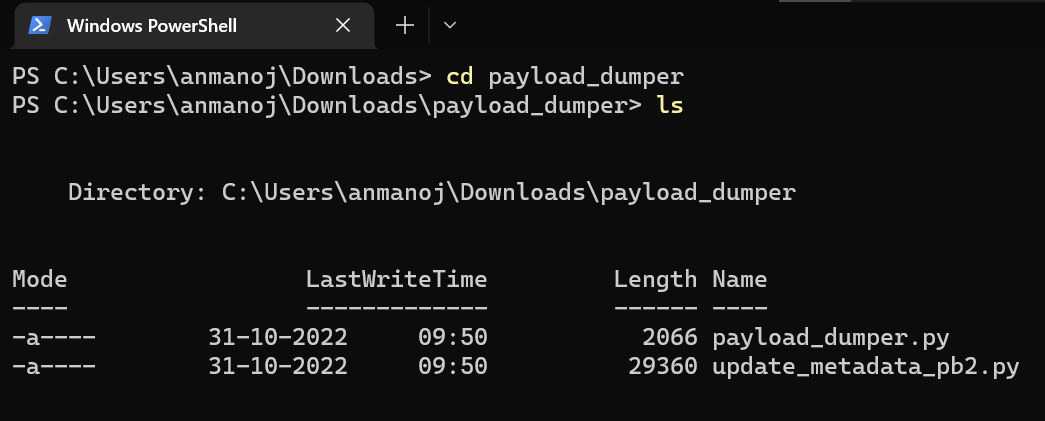 Windows PowerShell
PS C:\Users\anmanoj\Downloads> cd payload_dumper
PS C:\Users\anmanoj\Downloads\payload_dumper> ls
Directory: C:\Users\anmanoj\Downloads\payload_dumper
Mode                 LastWriteTime         Length Name
----                 -------------         ------ ----
-a----        31-10-2022     09:50           2066 payload_dumper.py
-a----        31-10-2022     09:50          29360 update_metadata_pb2.py